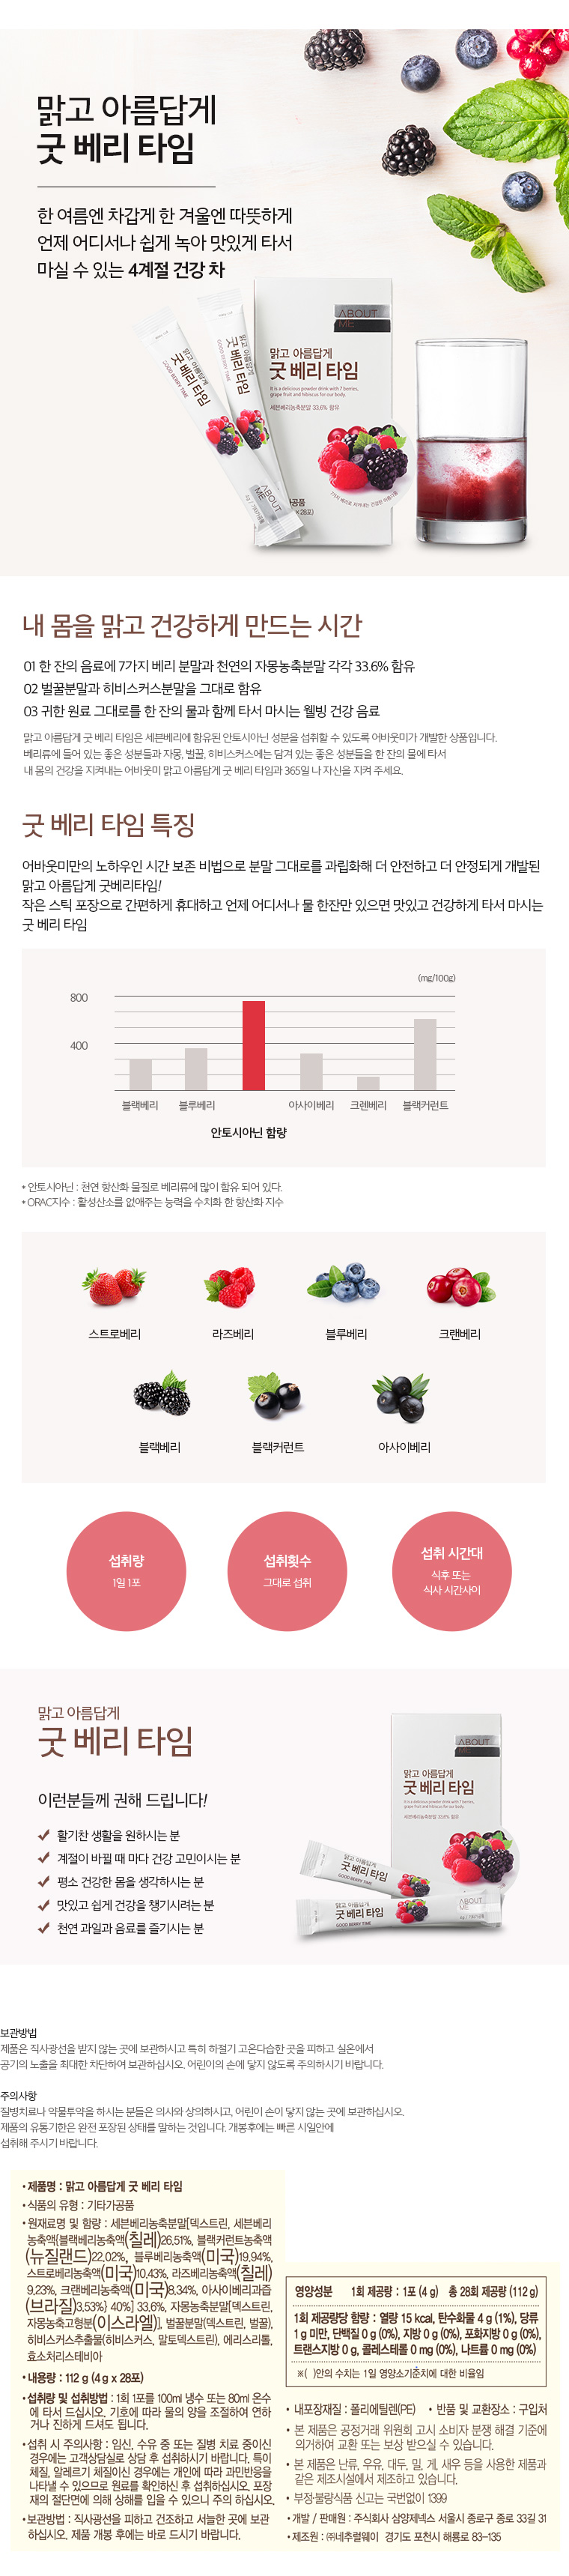 맑고 아름답게
굿 베리 타임
한 여름엔 차갑게 한 겨울엔 따뜻하게
언제 어디서나 쉽게 녹아 맛있게 타서
마실 수 있는 4계절 건강 차
ABOUT
ME
맑고 아름답게
굿 베리 타임
It is a delicious powder drink with 7 berries,
grape fruit and hibiscus for our body.
세븐베리농축분말 33.6% 함유
맑고 아름답게
굿 베리 타임
GOOD BERRY TIME
맑고 아름답게
굿 베리 타임
GOOD BERRY TIME
ABOUT
ME
내 몸을 맑고 건강하게 만드는 시간
01 한 잔의 음료에 7가지 베리 분말과 천연의 자몽농축분말 각각 33.6% 함유
02 벌꿀분말과 히비스커스분말을 그대로 함유
03 귀한 원료 그대로를 한 잔의 물과 함께 타서 마시는 웰빙 건강 음료
맑고 아름답게 굿 베리 타임은 세븐베리에 함유된 안토시아닌 성분을 섭취할 수 있도록 어바웃미가 개발한 상품입니다.
베리류에 들어 있는 좋은 성분들과 자몽, 벌꿀, 히비스커스에는 담겨 있는 좋은 성분들을 한 잔의 물에 타서
내 몸의 건강을 지켜내는 어바웃미 맑고 아름답게 굿 베리 타임과 365일 나 자신을 지켜 주세요.
굿 베리 타임 특징
어바웃미만의 노하우인 시간 보존 비법으로 분말 그대로를 과립화해 더 안전하고 더 안정되게 개발된
맑고 아름답게 굿베리타임!
작은 스틱 포장으로 간편하게 휴대하고 언제 어디서나 물 한잔만 있으면 맛있고 건강하게 타서 마시는
굿 베리 타임
(mg/100g)
800
400
블랙베리 블루베리 아사이베리 크렌베리 블랙커런트
안토시아닌 함량
* 안토시아닌 : 천연 항산화 물질로 베리류에 많이 함유 되어 있다.
* ORAC지수 : 활성산소를 없애주는 능력을 수치화 한 항산화 지수
스트로베리 라즈베리 블루베리 크랜베리
블랙베리 블랙커런트 아사이베리
섭취량
1일 1포
섭취횟수
그대로 섭취
섭취 시간대
식후 또는
식사 시간사이
맑고 아름답게
굿 베리 타임
이런분들께 권해 드립니다!
활기찬 생활을 원하시는 분
계절이 바뀔 때 마다 건강 고민이시는 분
평소 건강한 몸을 생각하시는 분
맛있고 쉽게 건강을 챙기시려는 분
천연 과일과 음료를 즐기시는 분
ABOUT
ME
맑고 아름답게
굿 베리 타임
세븐베리농축분말 33.6% 함유
맑고 아름답게
굿 베리 타임
GOOD BERRY TIME
맑고 아름답게
굿 베리 타임
GOOD BERRY TIME
ABOUT
ME
보관방법
제품은 직사광선을 받지 않는 곳에 보관하시고 특히 하절기 고온다습한 곳을 피하고 실온에서
공기의 노출을 최대한 차단하여 보관하십시오. 어린이의 손에 닿지 않도록 주의하시기 바랍니다.
주의사항
질병치료나 약물투약을 하시는 분들은 의사와 상의하시고, 어린이 손이 닿지 않는 곳에 보관하십시오.
제품의 유통기한은 완전 포장된 상태를 말하는 것입니다. 개봉후에는 빠른 시일안에
섭취해 주시기 바랍니다.
• 제품명 : 맑고 아름답게 굿 베리 타임
• 식품의 유형 : 기타가공품
• 원재료명 및 함량 : 세븐베리농축분말[덱스트린, 세븐베리
농축액{블랙베리농축액(칠레)26.51%, 블랙커런트농축액
(뉴질랜드)22.02%, 블루베리농축액(미국)19.94%,
스트로베리농축액(미국)10.43%, 라즈베리농축액(칠레)
9.23%, 크랜베리농축액(미국)8.34%, 아사이베리과즙
(브라질)3.53%} 40%] 33.6%, 자몽농축분말[덱스트린,
자몽농축고형분(이스라엘)], 벌꿀분말(덱스트린, 벌꿀),
히비스커스추출물(히비스커스, 말토덱스트린), 에리스리톨,
효소처리스테비아
• 내용량 : 112 g (4 g x 28포)
• 섭취량 및 섭취방법 : 1회 1포를 100ml 냉수 또는 80ml 온수
에 타서 드십시오. 기호에 따라 물의 양을 조절하여 연하
거나 진하게 드셔도 됩니다.
• 섭취 시 주의사항 : 임신, 수유 중 또는 질병 치료 중이신
경우에는 고객상담실로 상담 후 섭취하시기 바랍니다. 특이
체질, 알레르기 체질이신 경우에는 개인에 따라 과민반응을
나타낼 수 있으므로 원료를 확인하신 후 섭취하십시오. 포장
재의 절단면에 의해 상해를 입을 수 있으니 주의 하십시오.
• 보관방법 : 직사광선을 피하고 건조하고 서늘한 곳에 보관
하십시오. 제품 개봉 후에는 바로 드시기 바랍니다.
영양성분 1회 제공량 : 1포 (4 g) 총 28회 제공량 (112 g)
1회 제공량당 함량 : 열량 15 kcal, 탄수화물 4 g (1%), 당류
1 g 미만, 단백질 0 g (0%), 지방 0 g (0%), 포화지방 0 g (0%),
트랜스지방 0 g, 콜레스테롤 0 mg (0%), 나트륨 0 mg (0%)
※( )안의 수치는 1일 영양소기준치에 대한 비율임
• 내포장재질 : 폴리에틸렌(PE) • 반품 및 교환장소 : 구입처
• 본 제품은 공정거래 위원회 고시 소비자 분쟁 해결 기준에
의거하여 교환 또는 보상 받으실 수 있습니다.
• 본 제품은 난류, 우유, 대두, 밀, 게, 새우 등을 사용한 제품과
같은 제조시설에서 제조하고 있습니다.
• 부정·불량식품 신고는 국번없이 1399
• 개발 / 판매원 : 주식회사 삼양제넥스 서울시 종로구 종로 33길 31
• 제조원 : ㈜네추럴웨이 경기도 포천시 해룡로 83-135